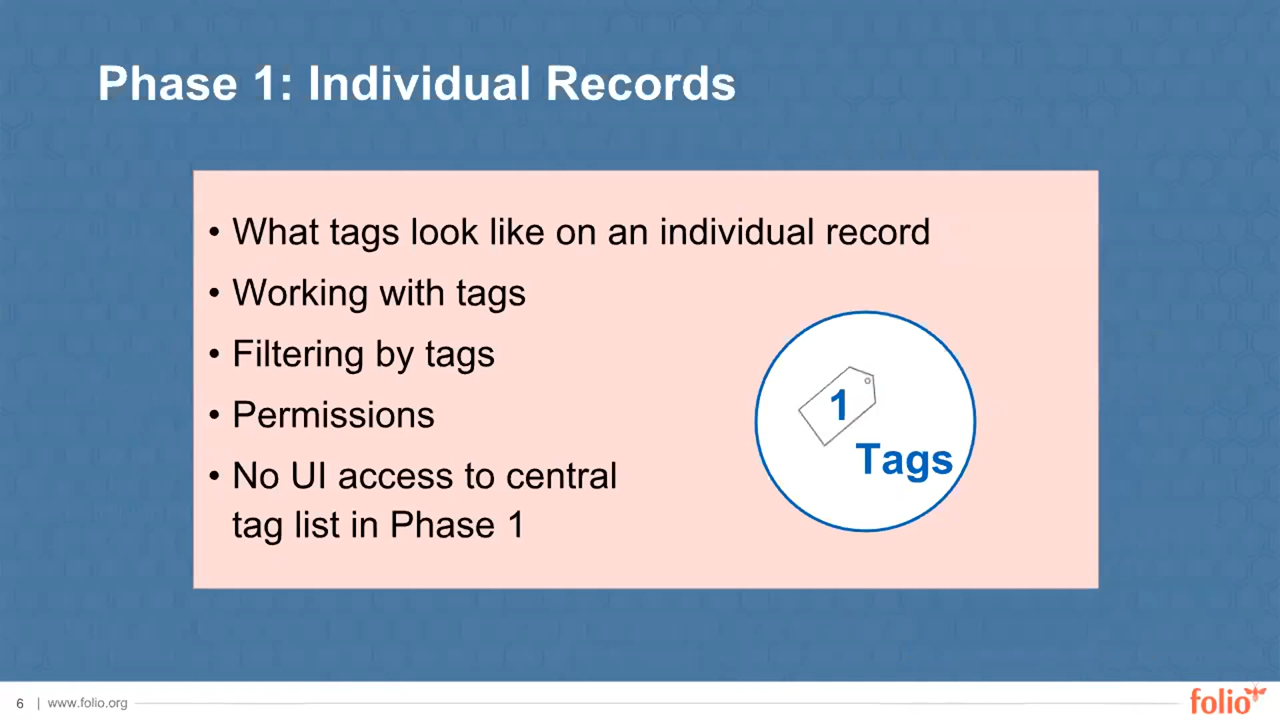 Phase 1: Individual Records
• What tags look like on an individual record
• Working with tags
• Filtering by tags
• Permissions
• No UI access to central
tag list in Phase 1
1
Tags
6 | www.folio.org
folio